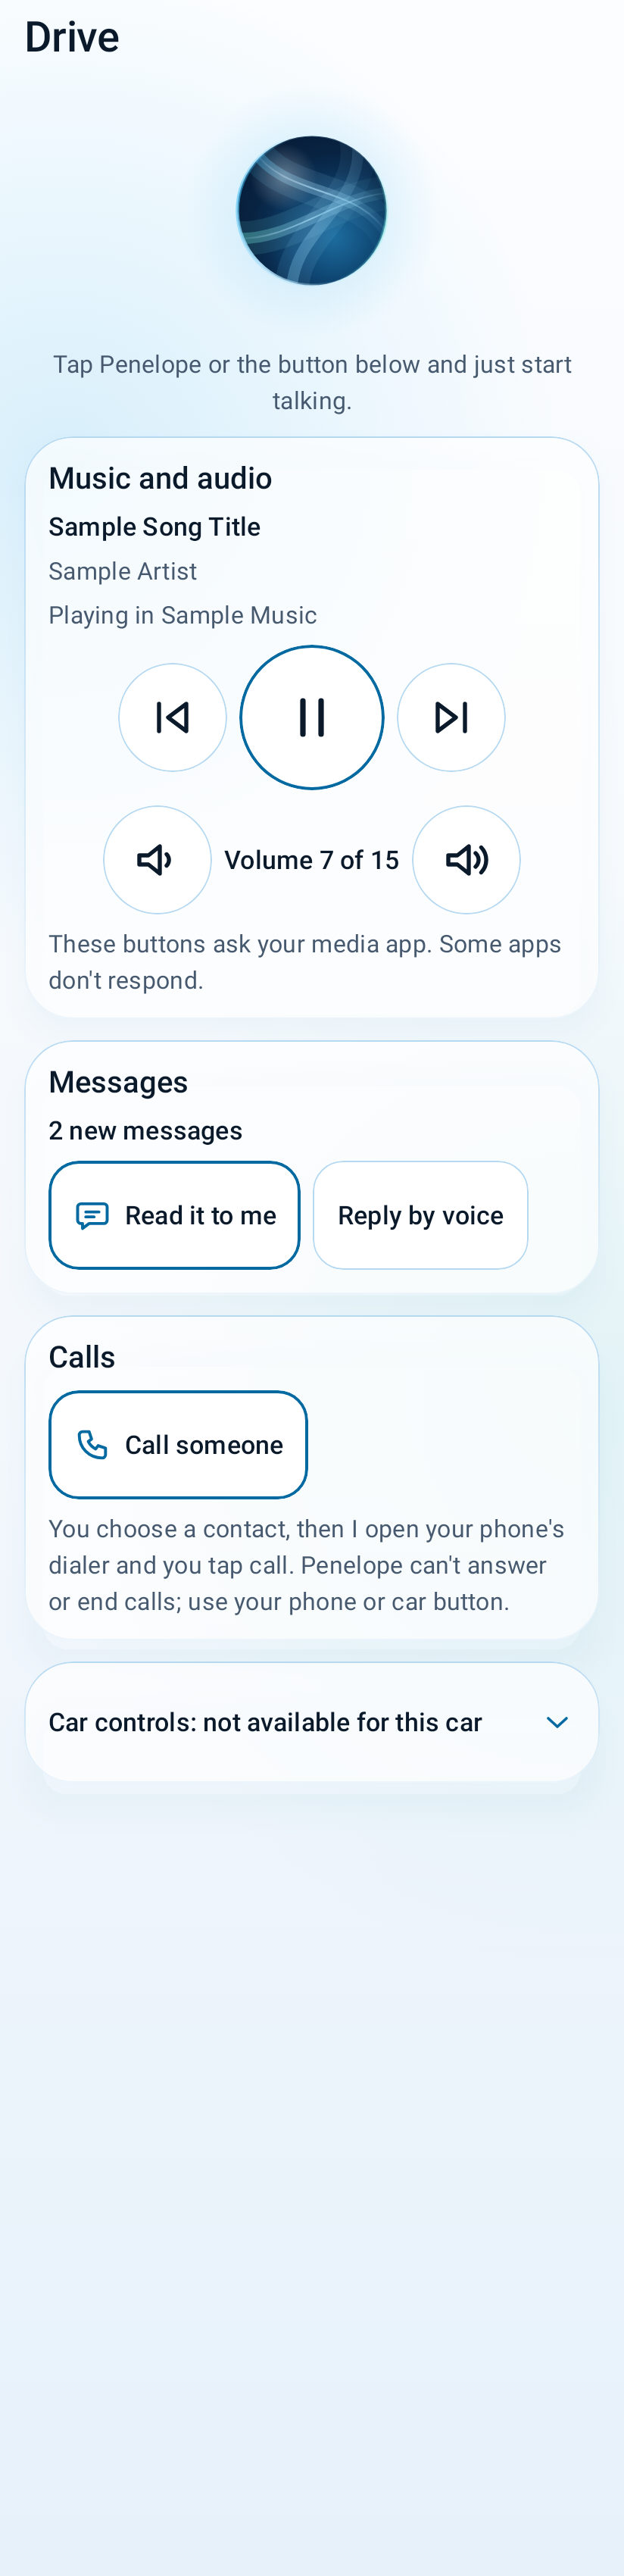 Drive
Tap Penelope or the button below and just start
talking.
Music and audio
Sample Song Title
Sample Artist
Playing in Sample Music
Volume 7 of 15
These buttons ask your media app. Some apps
don't respond.
Messages
2 new messages
Read it to me
Reply by voice
Calls
Call someone
You choose a contact, then I open your phone's
dialer and you tap call. Penelope can't answer
or end calls; use your phone or car button.
Car controls: not available for this car